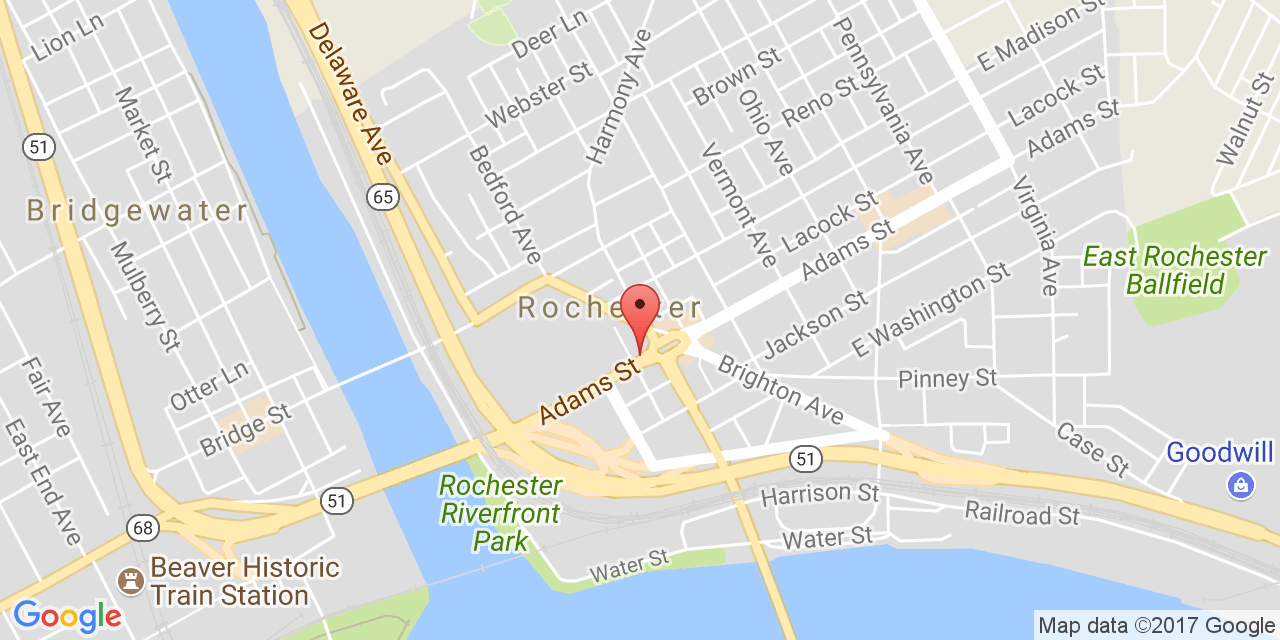 Lion Ln
Deer Ln
Delaware Ave
Harmony Ave
Pennsylvania Ave
E Madison St
Webster St
Brown St
Reno St
Ohio Ave
Lacock St
Adams St
Walnut St
51
Market St
65
Bedford Ave
Vermont Ave
Virginia Ave
Bridgewater
Lacock St
Adams St
Mulberry St
East Rochester
Ballfield
Rochester
Jackson St
E Washington St
Fair Ave
Otter Ln
Bridge St
Adams St
Brighton Ave
Pinney St
East End Ave
Case St
Goodwill
51
51
68
Rochester
Riverfront
Park
Harrison St
Railroad St
Water St
Water St
Beaver Historic
Train Station
Google
Map data ©2017 Google